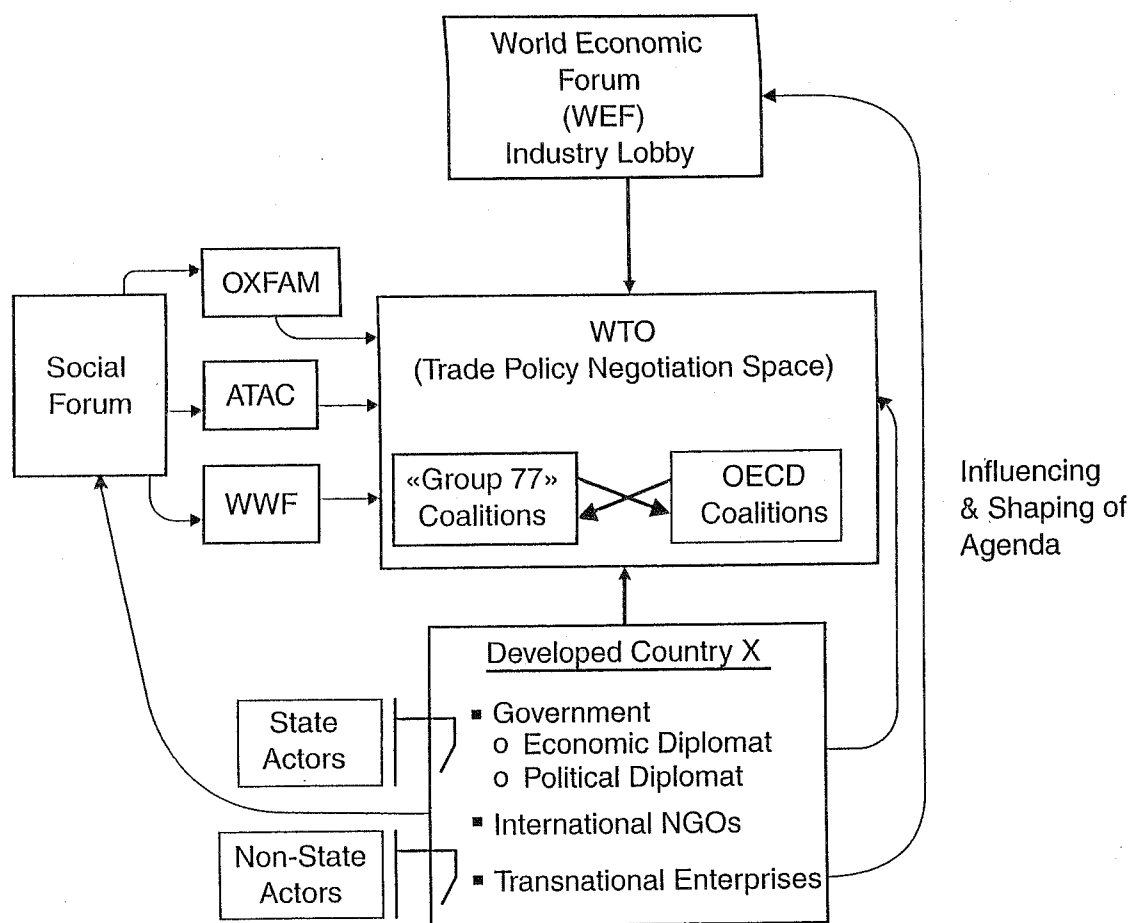 World Economic
Forum
(WEF)
Industry Lobby
OXFAM
Social
Forum
ATAC
WWF
WTO
(Trade Policy Negotiation Space)
«Group 77»
Coalitions
OECD
Coalitions
Influencing
& Shaping of
Agenda
Developed Country X
State
Actors
▪ Government
o Economic Diplomat
o Political Diplomat
▪ International NGOs
Non-State
Actors
▪ Transnational Enterprises